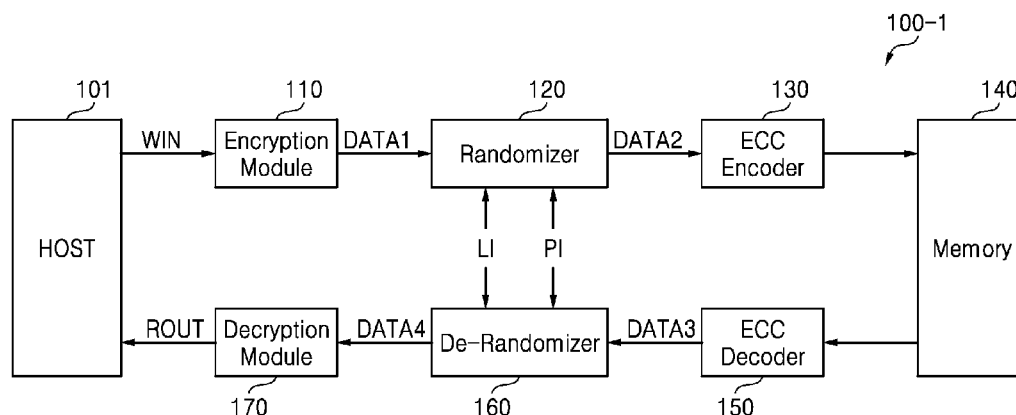 100-1
101
110
120
130
140
WIN
Encryption
Module
DATA1
Randomizer
DATA2
ECC
Encoder
HOST
LI
PI
Memory
ROUT
Decryption
Module
DATA4
De-Randomizer
DATA3
ECC
Decoder
170
160
150